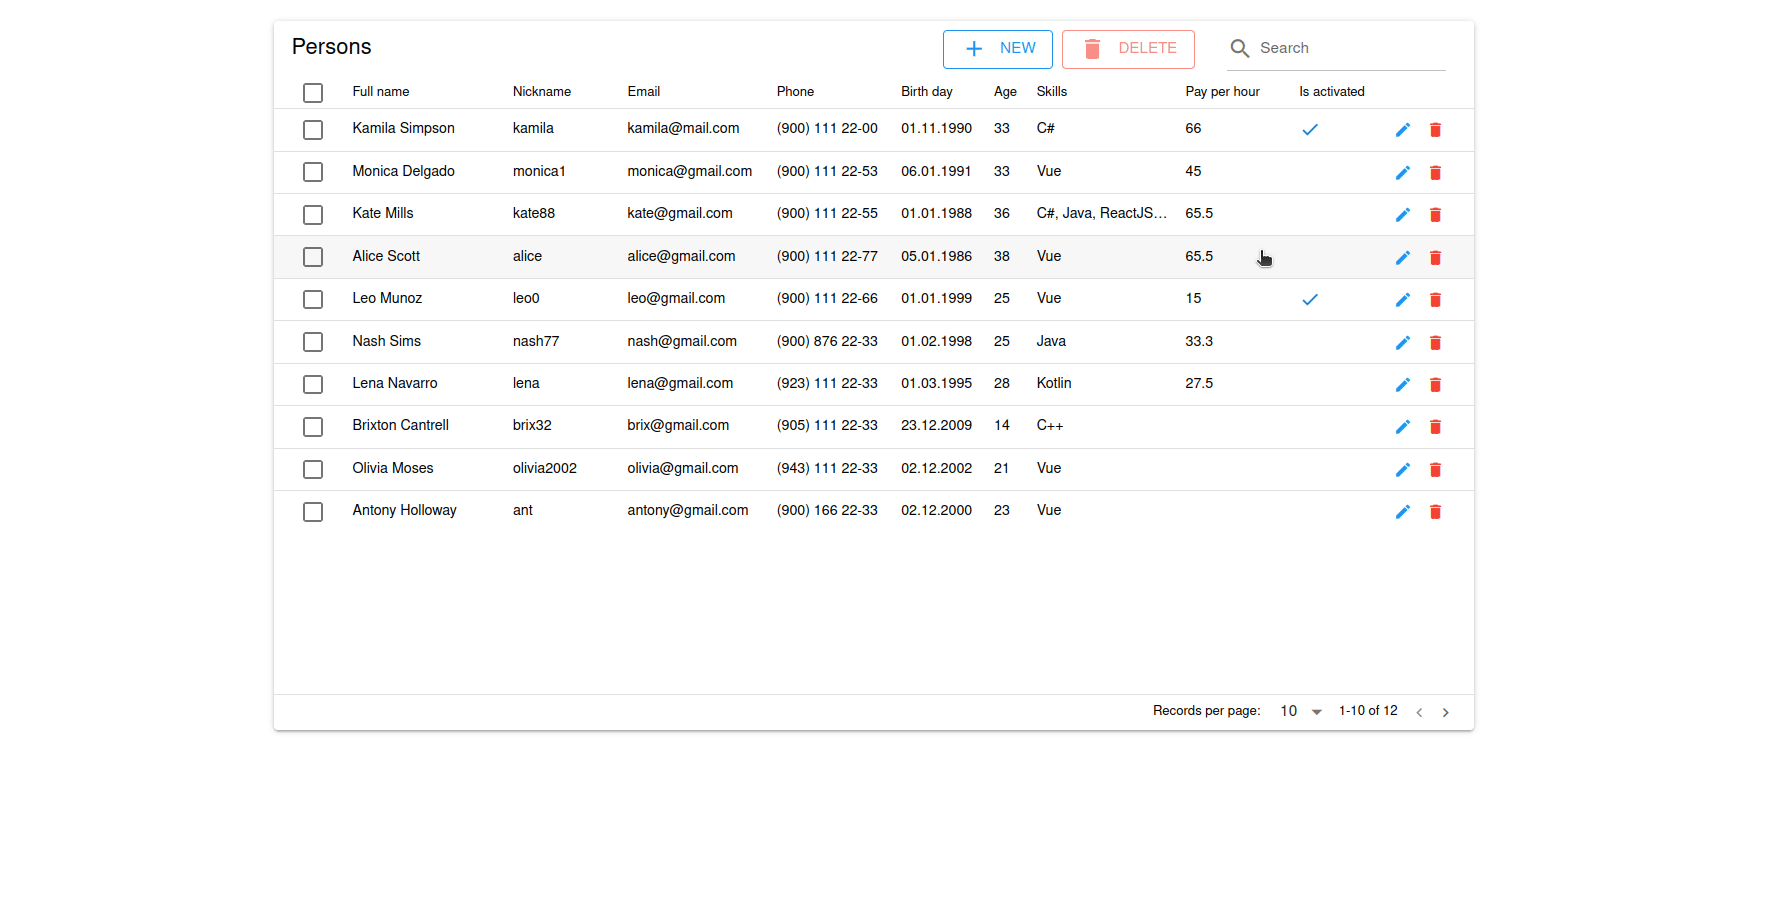 Persons NEW DELETE Search
Full name Nickname Email Phone Birth day Age Skills Pay per hour Is activated
Kamila Simpson kamila kamila@mail.com (900) 111 22-00 01.11.1990 33 C# 66
Monica Delgado monica1 monica@gmail.com (900) 111 22-53 06.01.1991 33 Vue 45
Kate Mills kate88 kate@gmail.com (900) 111 22-55 01.01.1988 36 C#, Java, ReactJS... 65.5
Alice Scott alice alice@gmail.com (900) 111 22-77 05.01.1986 38 Vue 65.5
Leo Munoz leo0 leo@gmail.com (900) 111 22-66 01.01.1999 25 Vue 15
Nash Sims nash77 nash@gmail.com (900) 876 22-33 01.02.1998 25 Java 33.3
Lena Navarro lena lena@gmail.com (923) 111 22-33 01.03.1995 28 Kotlin 27.5
Brixton Cantrell brix32 brix@gmail.com (905) 111 22-33 23.12.2009 14 C++
Olivia Moses olivia2002 olivia@gmail.com (943) 111 22-33 02.12.2002 21 Vue
Antony Holloway ant antony@gmail.com (900) 166 22-33 02.12.2000 23 Vue
Records per page: 10 1-10 of 12